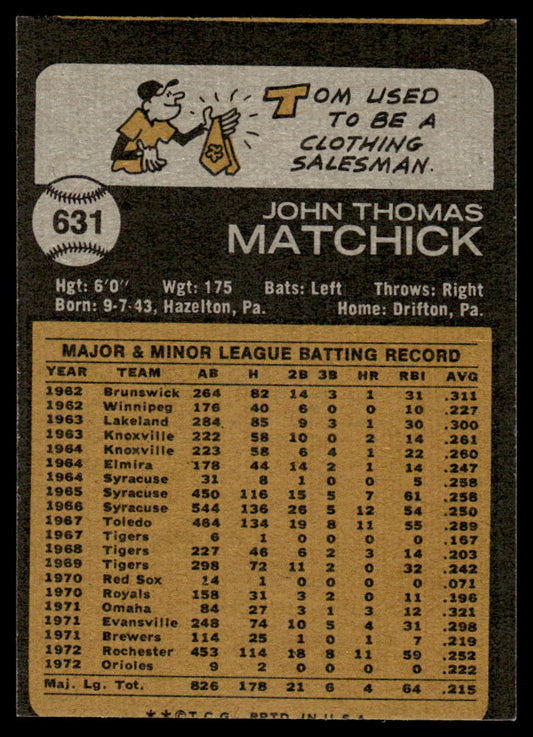 TOM USED
TO BE A
CLOTHING
SALESMAN.
631
JOHN THOMAS
MATCHICK
Hgt: 6'0" Wgt: 175 Bats: Left Throws: Right
Born: 9-7-43, Hazelton, Pa. Home: Drifton, Pa.
MAJOR & MINOR LEAGUE BATTING RECORD
YEAR TEAM AB H 2B 3B HR RBI AVG
1962 Brunswick 264 82 14 3 1 31 .311
1962 Winnipeg 176 40 6 0 0 10 .227
1963 Lakeland 284 85 9 3 1 30 .300
1963 Knoxville 222 58 10 0 2 14 .261
1964 Knoxville 223 58 6 4 1 22 .260
1964 Elmira 178 44 14 2 1 14 .247
1964 Syracuse 31 8 1 0 0 5 .258
1965 Syracuse 450 116 15 5 7 61 .258
1966 Syracuse 544 136 26 5 12 54 .250
1967 Toledo 464 134 19 8 11 55 .289
1967 Tigers 6 1 0 0 0 0 .167
1968 Tigers 227 46 6 2 3 14 .203
1969 Tigers 298 72 11 2 0 32 .242
1970 Red Sox 14 1 0 0 0 0 .071
1970 Royals 158 31 3 2 0 11 .196
1971 Omaha 84 27 3 1 3 12 .321
1971 Evansville 248 74 10 5 4 31 .298
1971 Brewers 114 25 1 0 1 7 .219
1972 Rochester 453 114 18 8 11 59 .252
1972 Orioles 9 2 0 0 0 0 .222
Maj. Lg. Tot. 826 178 21 6 4 64 .215
**©T.C.G. PRTD. IN U.S.A.